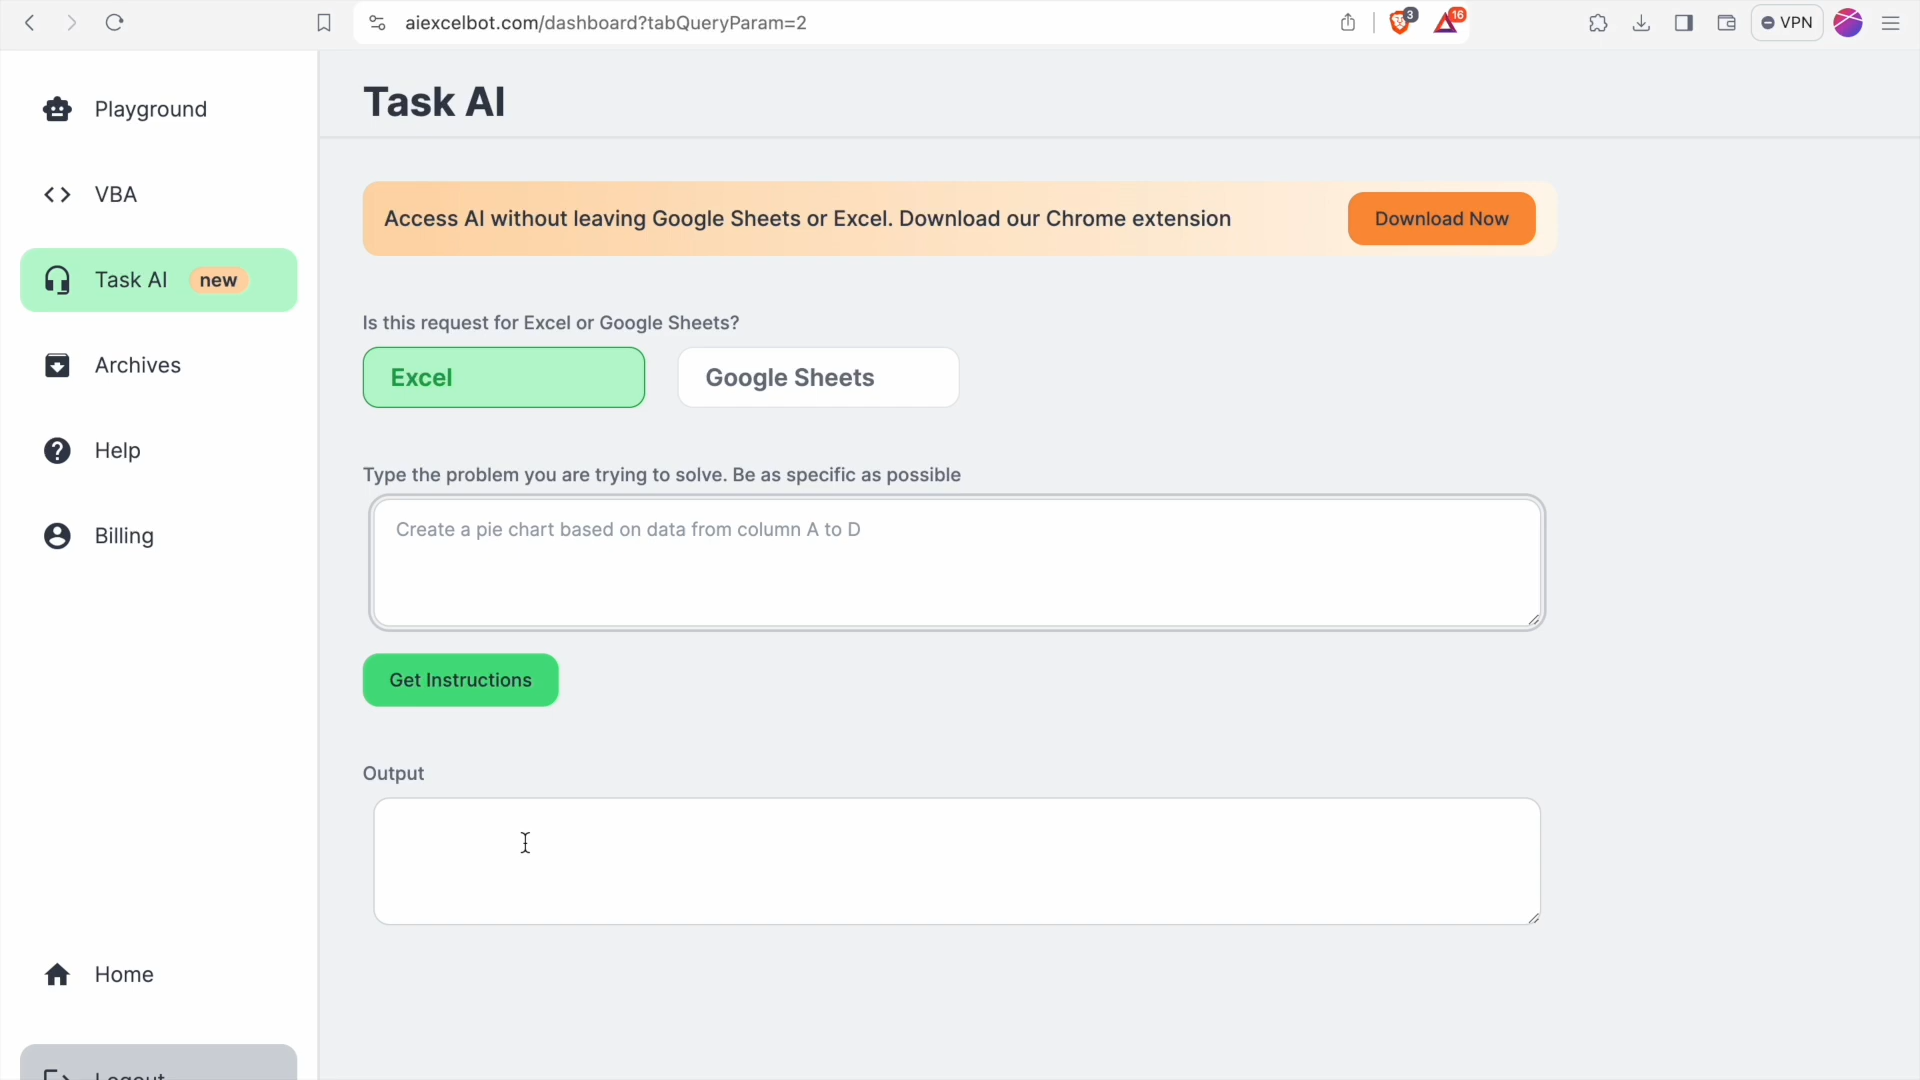 aiexcelbot.com/dashboard?tabQueryParam=2
3
16
VPN
Playground
VBA
Task AI new
Archives
Help
Billing
Home
Logout
Task AI
Access AI without leaving Google Sheets or Excel. Download our Chrome extension
Download Now
Is this request for Excel or Google Sheets?
Excel
Google Sheets
Type the problem you are trying to solve. Be as specific as possible
Create a pie chart based on data from column A to D
Get Instructions
Output